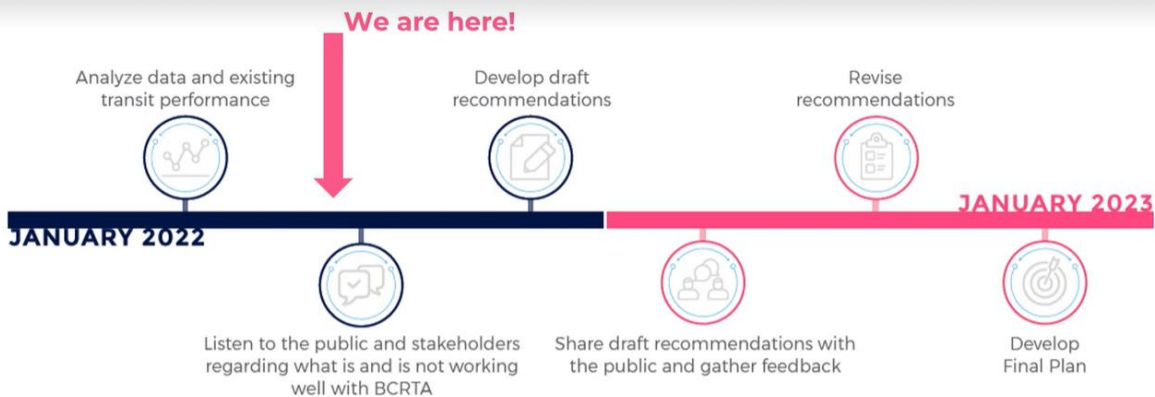 We are here!
Analyze data and existing
transit performance
Develop draft
recommendations
Revise
recommendations
JANUARY 2023
JANUARY 2022
Listen to the public and stakeholders
regarding what is and is not working
well with BCRTA
Share draft recommendations with
the public and gather feedback
Develop
Final Plan